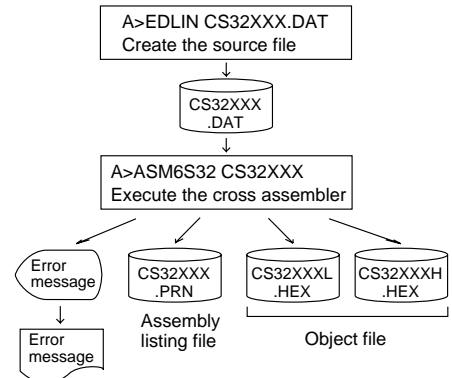 A>EDLIN CS32XXX.DAT
Create the source file
CS32XXX
.DAT
A>ASM6S32 CS32XXX
Execute the cross assembler
Error
message
CS32XXX
.PRN
CS32XXXL
.HEX
CS32XXXH
.HEX
Assembly
listing file
Object file
Error
message